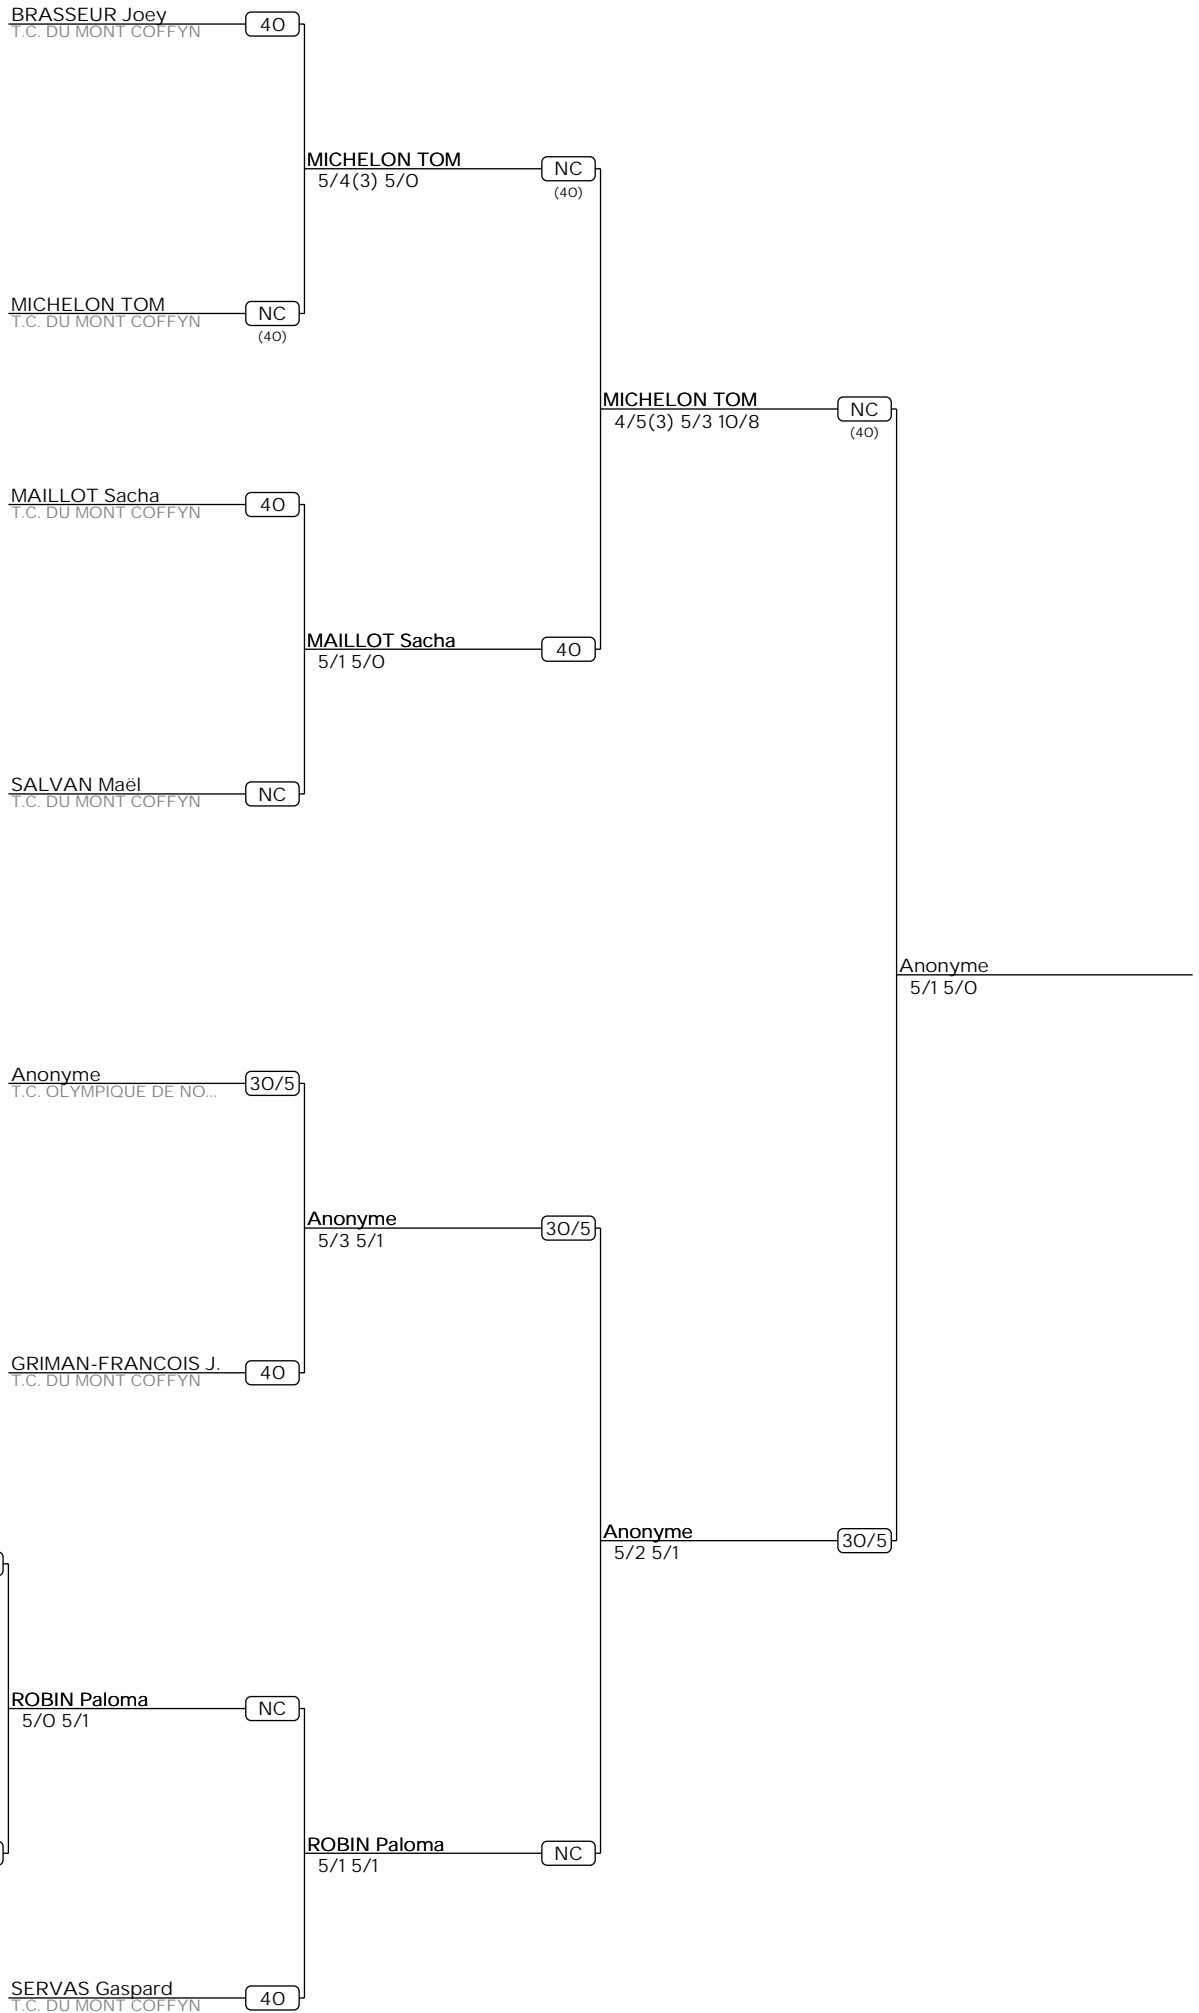 BRASSEUR Joey
T.C. DU MONT COFFYN
40
MICHELON TOM
5/4(3) 5/0
NC
(40)
MICHELON TOM
T.C. DU MONT COFFYN
NC
(40)
MICHELON TOM
4/5(3) 5/3 10/8
NC
(40)
MAILLOT Sacha
T.C. DU MONT COFFYN
40
MAILLOT Sacha
5/1 5/0
40
SALVAN Maël
T.C. DU MONT COFFYN
NC
Anonyme
5/1 5/0
Anonyme
T.C. OLYMPIQUE DE NO...
30/5
Anonyme
5/3 5/1
30/5
GRIMAN-FRANCOIS J.
T.C. DU MONT COFFYN
40
Anonyme
5/2 5/1
30/5
ROBIN Paloma
5/0 5/1
NC
ROBIN Paloma
5/1 5/1
NC
SERVAS Gaspard
T.C. DU MONT COFFYN
40